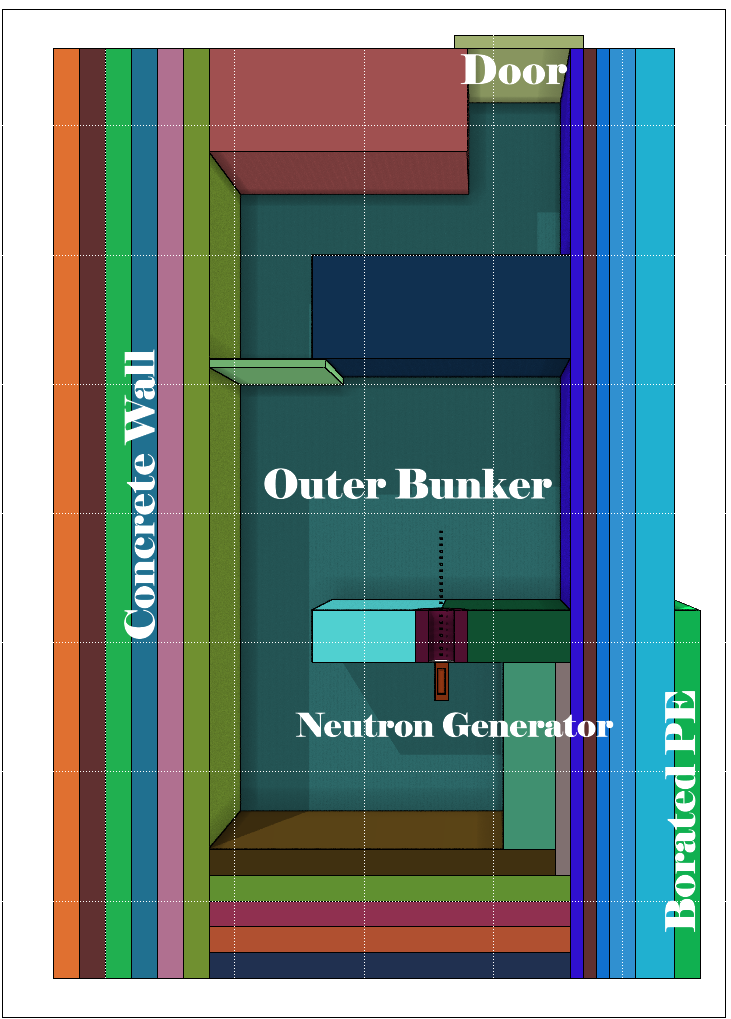 Door
Concrete Wall
Outer Bunker
Neutron Generator
Borated PE